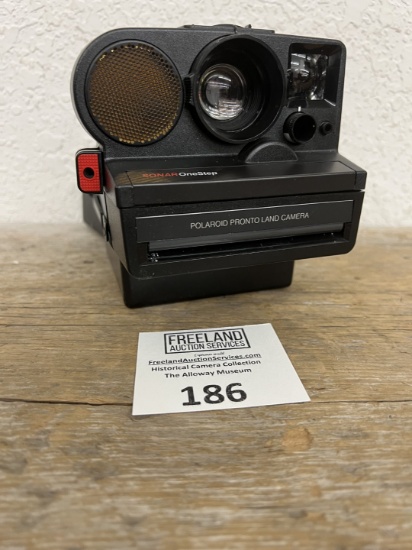 SONAR OneStep
POLAROID PRONTO LAND CAMERA
FREELAND
AUCTION SERVICES
FreelandAuctionServices.com
Historical Camera Collection
The Alloway Museum
186